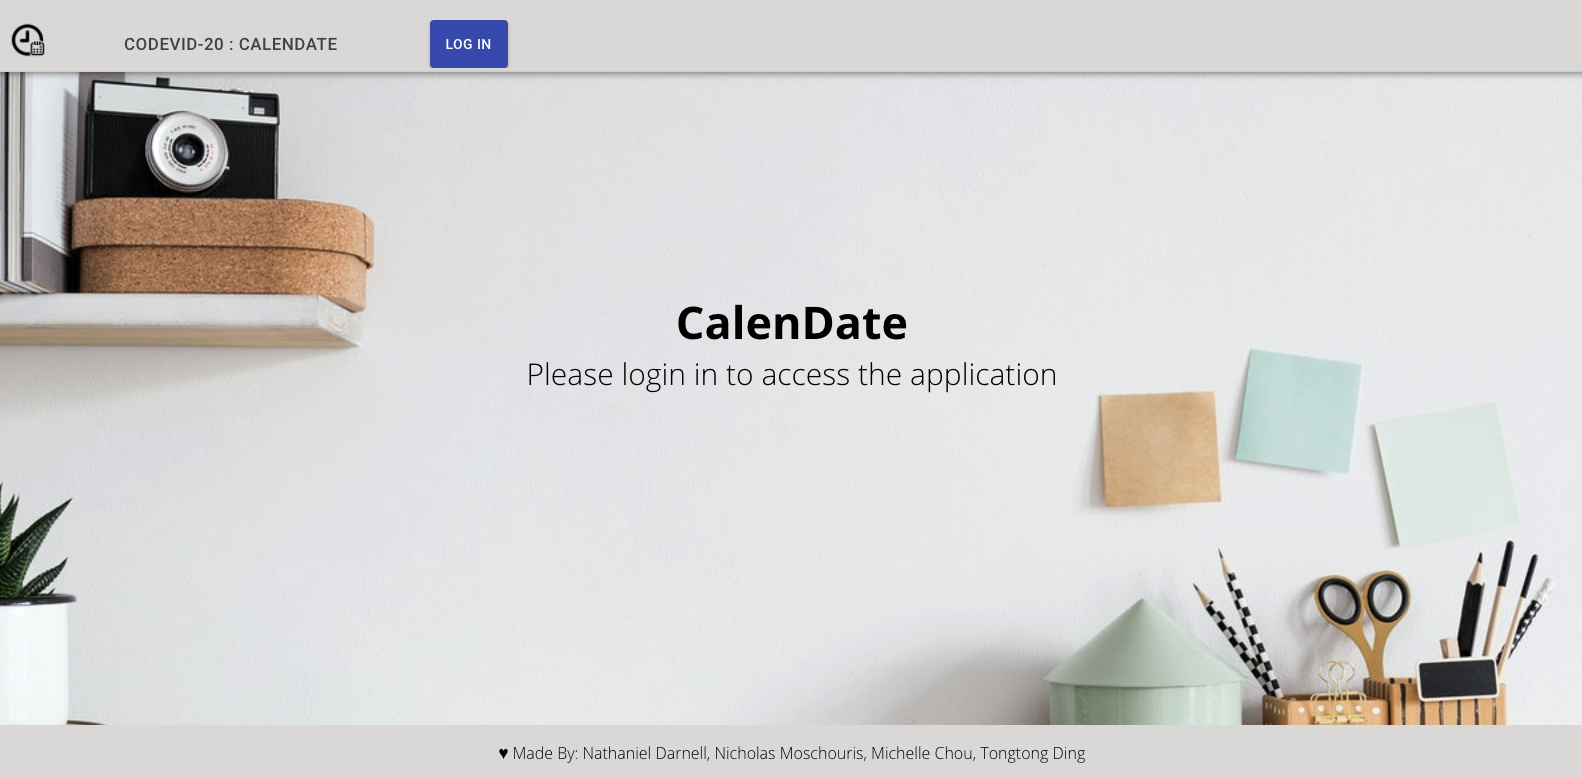 CODEVID-20 : CALENDATE
LOG IN
CalenDate
Please login in to access the application
♥ Made By: Nathaniel Darnell, Nicholas Moschouris, Michelle Chou, Tongtong Ding